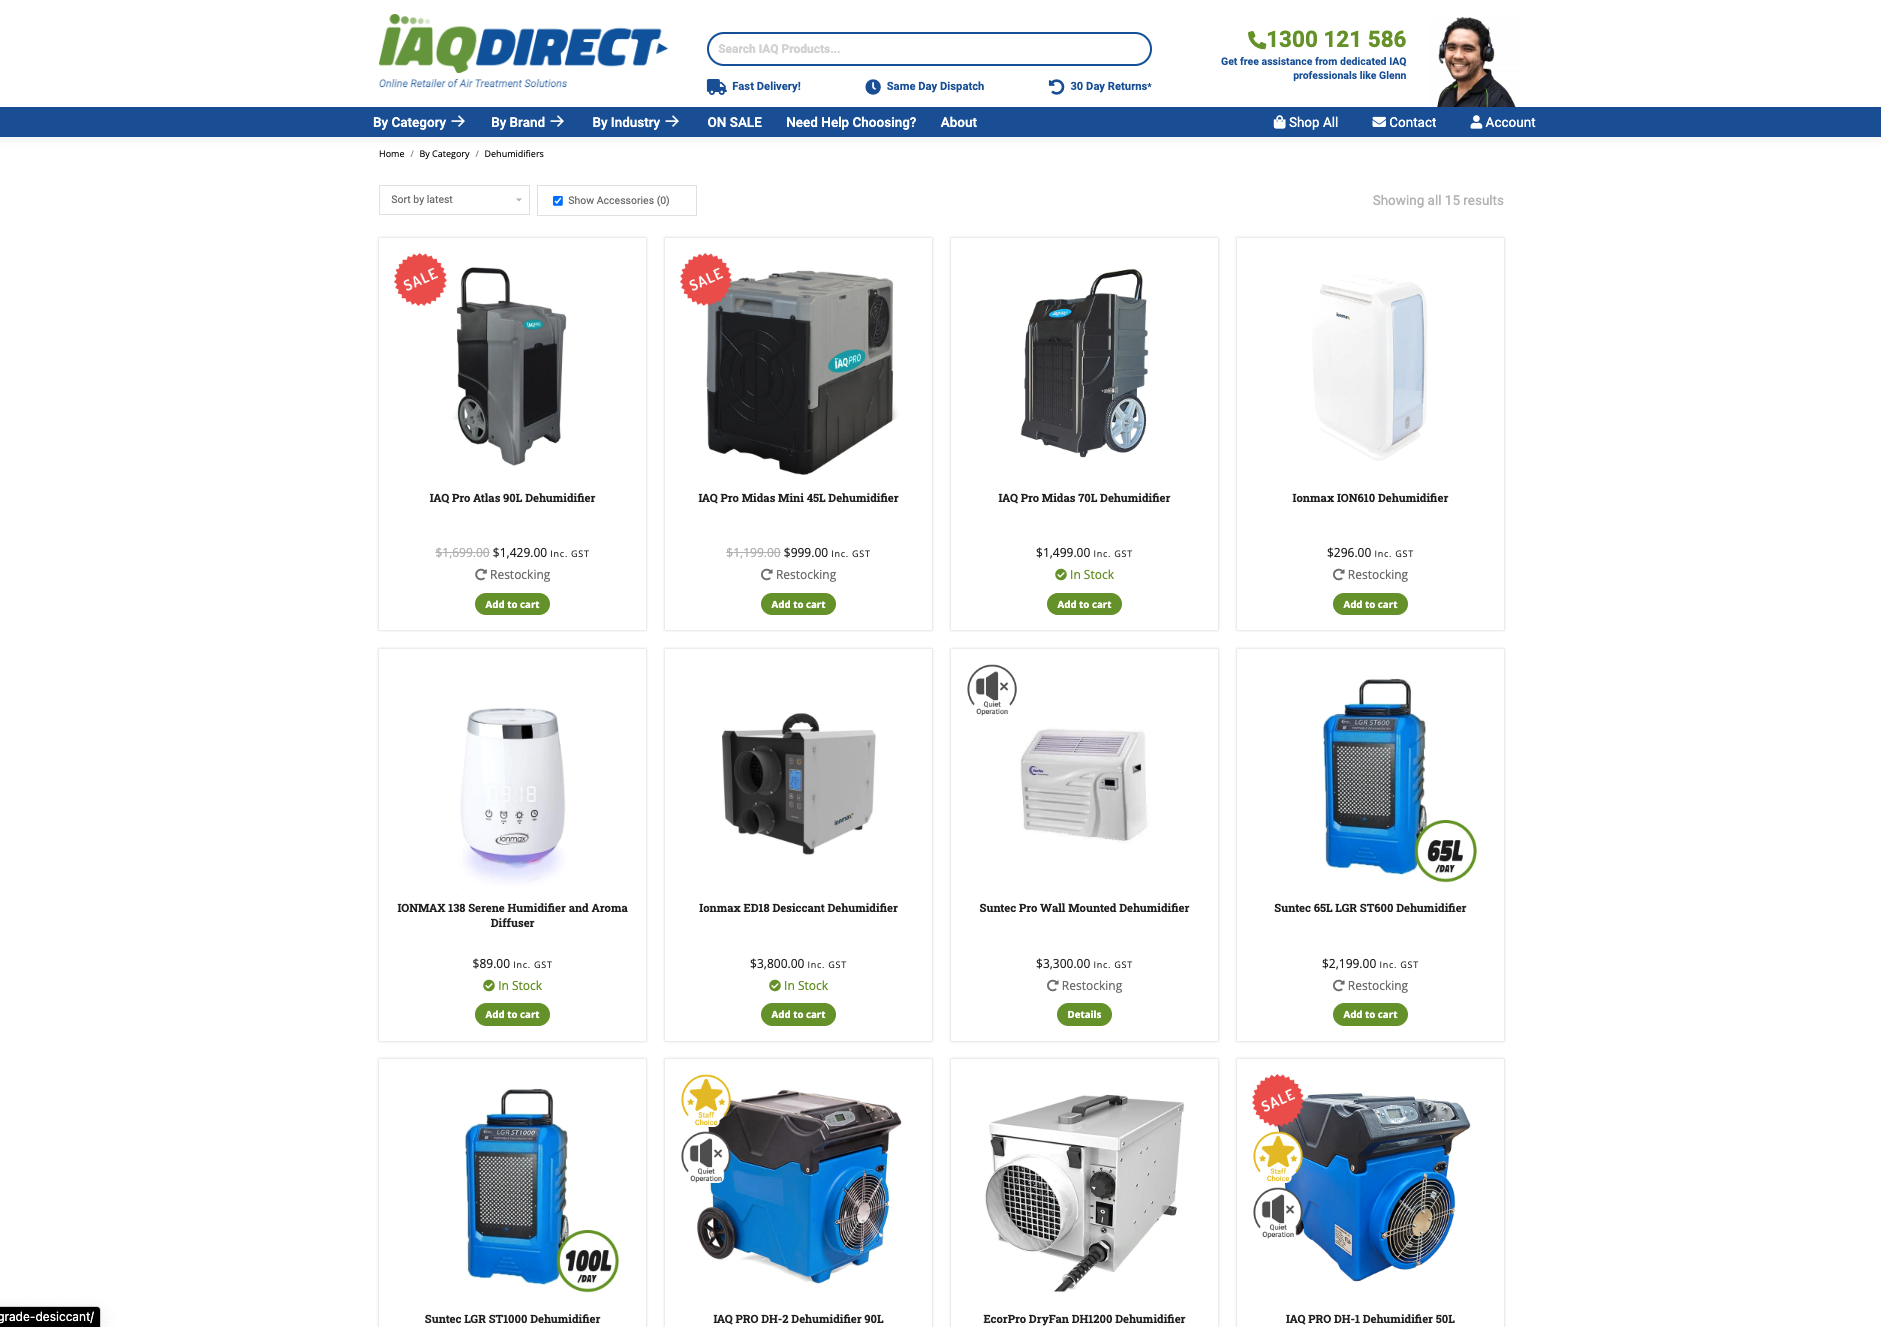 IAQDIRECT
Online Retailer of Air Treatment Solutions
Search IAQ Products...
Fast Delivery!
Same Day Dispatch
30 Day Returns*
1300 121 586
Get free assistance from dedicated IAQ
professionals like Glenn
By Category
By Brand
By Industry
ON SALE
Need Help Choosing?
About
Shop All
Contact
Account
Home / By Category / Dehumidifiers
Sort by latest
Show Accessories (0)
Showing all 15 results
SALE
IAQ PRO
IAQ Pro Atlas 90L Dehumidifier
$1,699.00 $1,429.00 Inc. GST
Restocking
Add to cart
SALE
IAQ PRO
IAQ Pro Midas Mini 45L Dehumidifier
$1,199.00 $999.00 Inc. GST
Restocking
Add to cart
IAQ Pro Midas 70L Dehumidifier
$1,499.00 Inc. GST
In Stock
Add to cart
ionmax
Ionmax ION610 Dehumidifier
$296.00 Inc. GST
Restocking
Add to cart
03:18
ionmax
IONMAX 138 Serene Humidifier and Aroma
Diffuser
$89.00 Inc. GST
In Stock
Add to cart
ionmax
Ionmax ED18 Desiccant Dehumidifier
$3,800.00 Inc. GST
In Stock
Add to cart
Quiet
Operation
Suntec Pro Wall Mounted Dehumidifier
$3,300.00 Inc. GST
Restocking
Details
LGR ST600
65L
/DAY
Suntec 65L LGR ST600 Dehumidifier
$2,199.00 Inc. GST
Restocking
Add to cart
LGR ST1000
100L
/DAY
Suntec LGR ST1000 Dehumidifier
Staff
Choice
Quiet
Operation
IAQ PRO DH-2 Dehumidifier 90L
EcorPro DryFan DH1200 Dehumidifier
SALE
Staff
Choice
Quiet
Operation
IAQ PRO DH-1 Dehumidifier 50L
grade-desiccant/